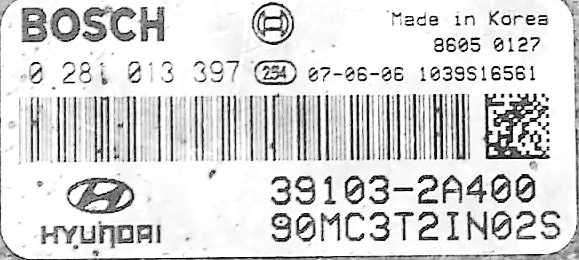 BOSCH
Made in Korea
8605 0127
0 281 013 397 254 07-06-06 1039S16561
39103-2A400
HYUNDAI
90MC3T2IN02S